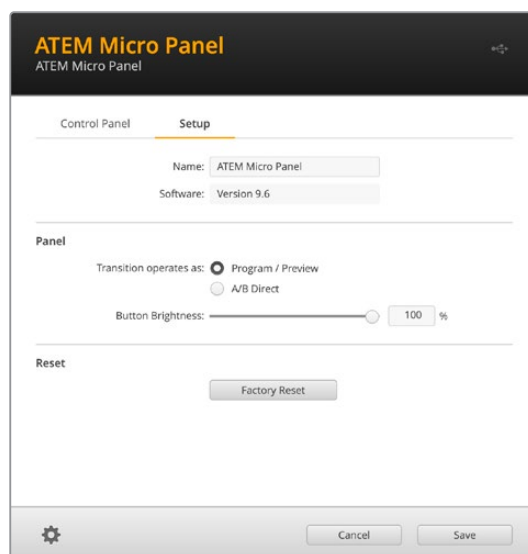 ATEM Micro Panel
ATEM Micro Panel
Control Panel Setup
Name: ATEM Micro Panel
Software: Version 9.6
Panel
Transition operates as: Program / Preview
A/B Direct
Button Brightness: 100 %
Reset
Factory Reset
Cancel Save